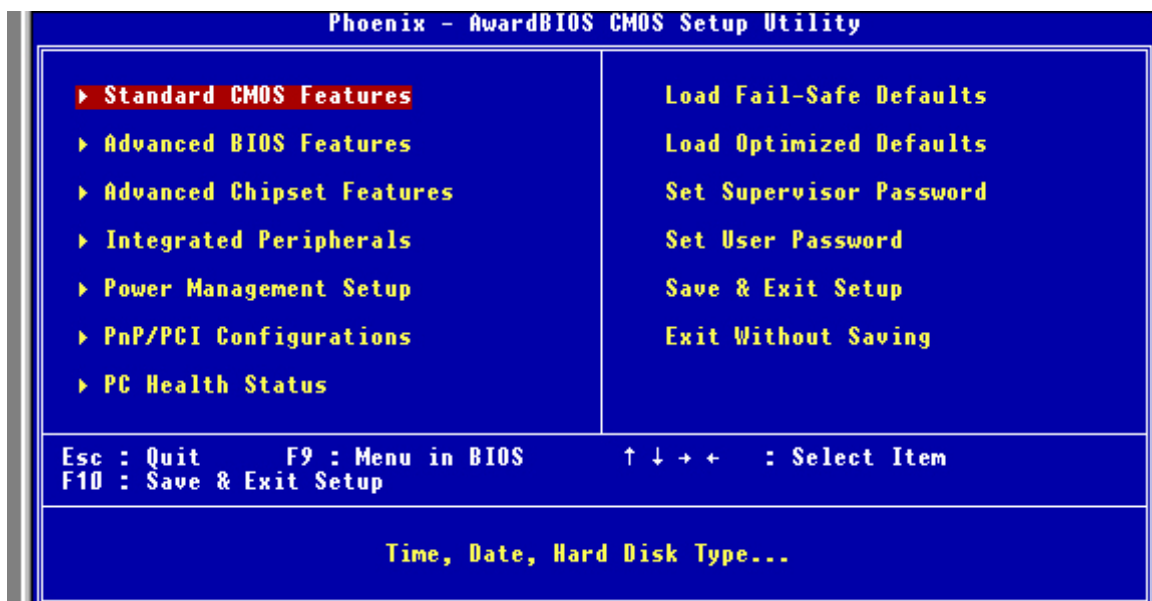 Phoenix - AwardBIOS CMOS Setup Utility
▸ Standard CMOS Features
▸ Advanced BIOS Features
▸ Advanced Chipset Features
▸ Integrated Peripherals
▸ Power Management Setup
▸ PnP/PCI Configurations
▸ PC Health Status
Load Fail-Safe Defaults
Load Optimized Defaults
Set Supervisor Password
Set User Password
Save & Exit Setup
Exit Without Saving
Esc : Quit F9 : Menu in BIOS ↑ ↓ → ← : Select Item
F10 : Save & Exit Setup
Time, Date, Hard Disk Type...